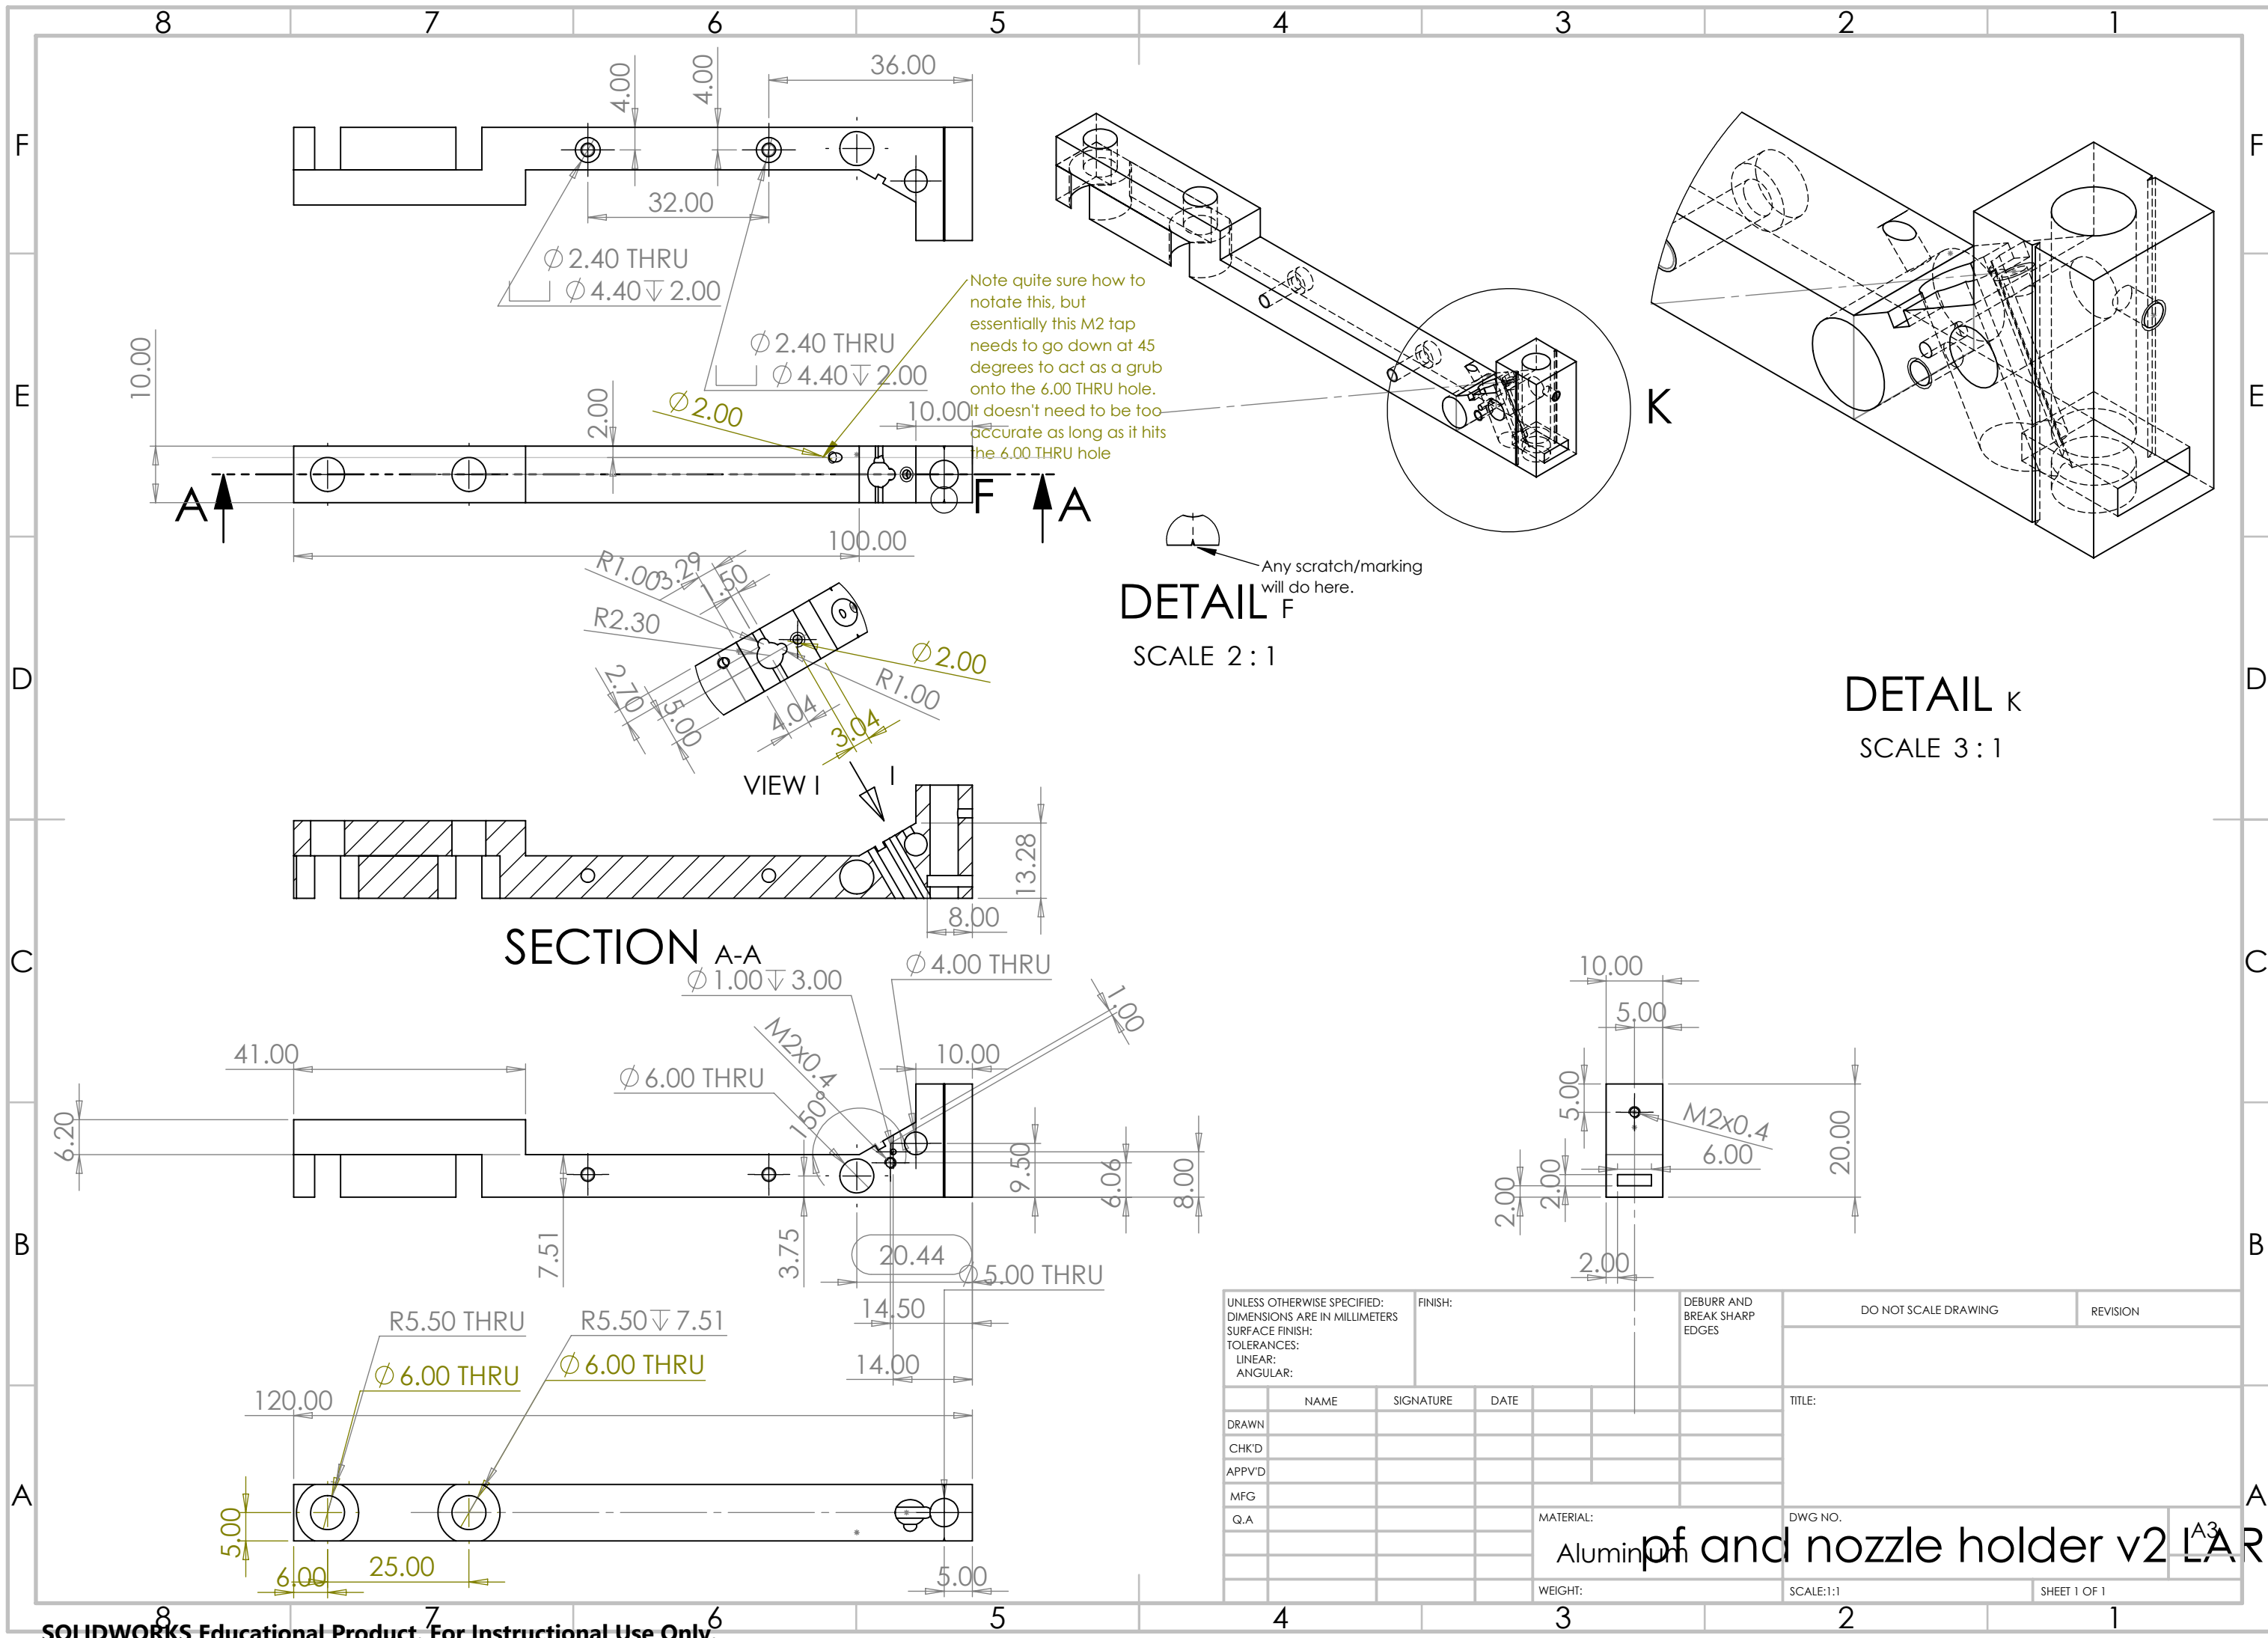 8 7 6 5 4 3 2 1
F F
E E
D D
C C
B B
A A
36.00
4.00
4.00
32.00
∅2.40 THRU
⌴ ∅4.40↧2.00
∅2.40 THRU
⌴ ∅4.40↧2.00
Note quite sure how to
notate this, but
essentially this M2 tap
needs to go down at 45
degrees to act as a grub
onto the 6.00 THRU hole.
It doesn't need to be too
accurate as long as it hits
the 6.00 THRU hole
10.00
2.00
∅2.00
10.00
A
F
A
100.00
K
Any scratch/marking
will do here.
DETAIL F
SCALE 2 : 1
DETAIL K
SCALE 3 : 1
R1.00
3.29
1.50
R2.30
∅2.00
R1.00
2.70
5.00
4.04
3.04
VIEW I
I
13.28
8.00
SECTION A-A
∅1.00↧3.00
∅4.00 THRU
1.00
M2x0.4
41.00
10.00
∅6.00 THRU
150°
6.20
9.50
6.06
8.00
7.51
3.75
20.44
∅5.00 THRU
14.50
14.00
10.00
5.00
5.00
M2x0.4
20.00
6.00
2.00
2.00
2.00
R5.50 THRU
R5.50↧7.51
∅6.00 THRU
∅6.00 THRU
120.00
5.00
6.00
25.00
5.00
UNLESS OTHERWISE SPECIFIED:
DIMENSIONS ARE IN MILLIMETERS
SURFACE FINISH:
TOLERANCES:
LINEAR:
ANGULAR:
FINISH:
DEBURR AND
BREAK SHARP
EDGES
DO NOT SCALE DRAWING
REVISION
NAME SIGNATURE DATE
TITLE:
DRAWN
CHK'D
APPV'D
MFG
Q.A
MATERIAL:
Aluminium
DWG NO.
pf and nozzle holder v2 LAR
A3
WEIGHT:
SCALE:1:1
SHEET 1 OF 1
8 7 6 5 4 3 2 1
SOLIDWORKS Educational Product. For Instructional Use Only.